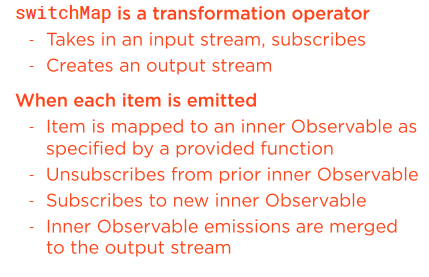 switchMap is a transformation operator
- Takes in an input stream, subscribes
- Creates an output stream
When each item is emitted
- Item is mapped to an inner Observable as
specified by a provided function
- Unsubscribes from prior inner Observable
- Subscribes to new inner Observable
- Inner Observable emissions are merged
to the output stream